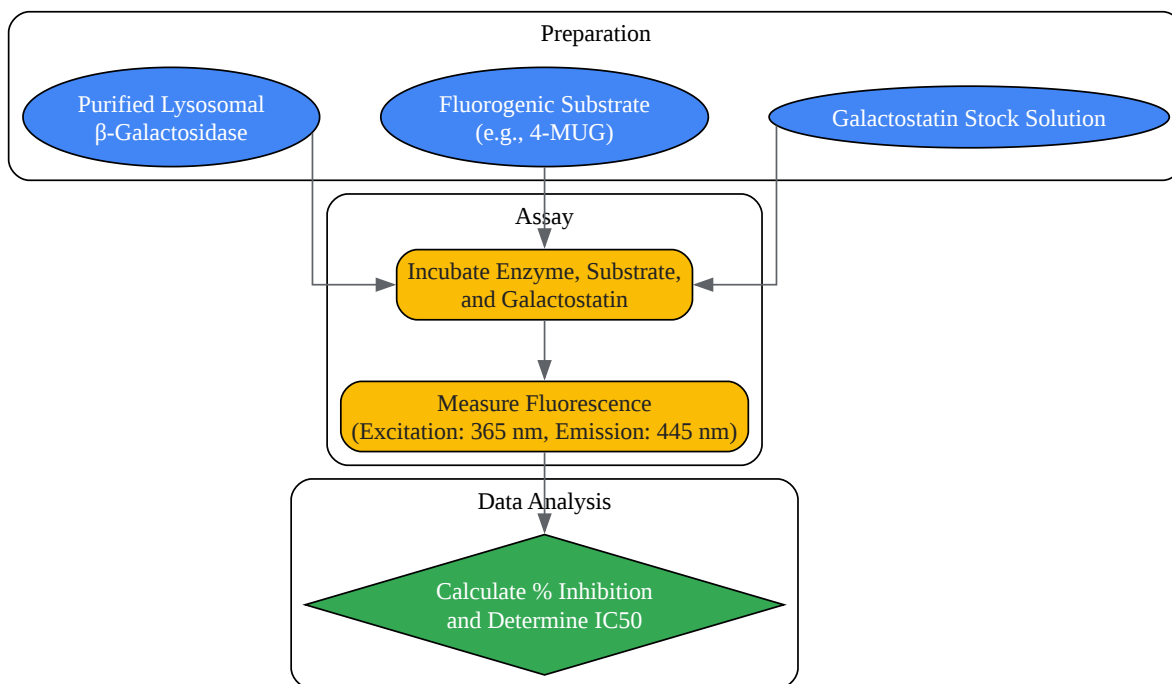 Preparation
Purified Lysosomal
β-Galactosidase
Fluorogenic Substrate
(e.g., 4-MUG)
Galactostatin Stock Solution
Assay
Incubate Enzyme, Substrate,
and Galactostatin
Measure Fluorescence
(Excitation: 365 nm, Emission: 445 nm)
Data Analysis
Calculate % Inhibition
and Determine IC50